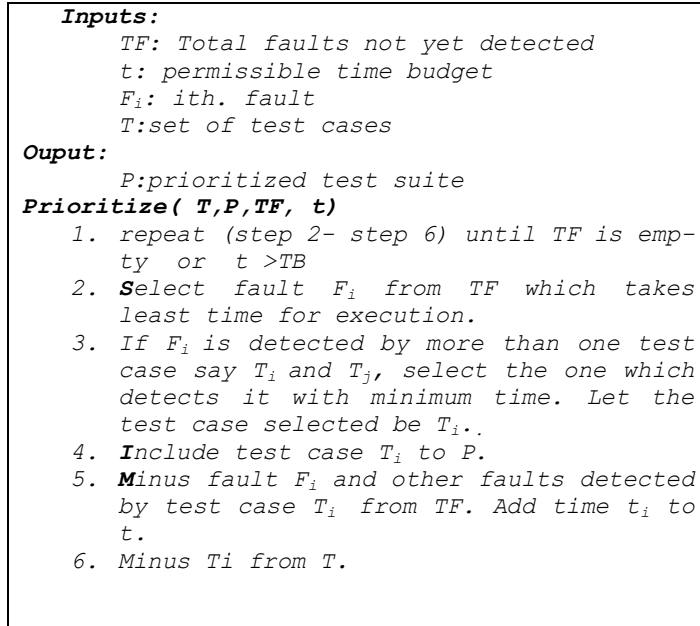 Inputs:
TF: Total faults not yet detected
t: permissible time budget
Fi: ith. fault
T:set of test cases
Ouput:
P:prioritized test suite
Prioritize( T,P,TF, t)
1. repeat (step 2- step 6) until TF is emp-
ty or t >TB
2. Select fault Fi from TF which takes
least time for execution.
3. If Fi is detected by more than one test
case say Ti and Tj, select the one which
detects it with minimum time. Let the
test case selected be Ti..
4. Include test case Ti to P.
5. Minus fault Fi and other faults detected
by test case Ti from TF. Add time ti to
t.
6. Minus Ti from T.